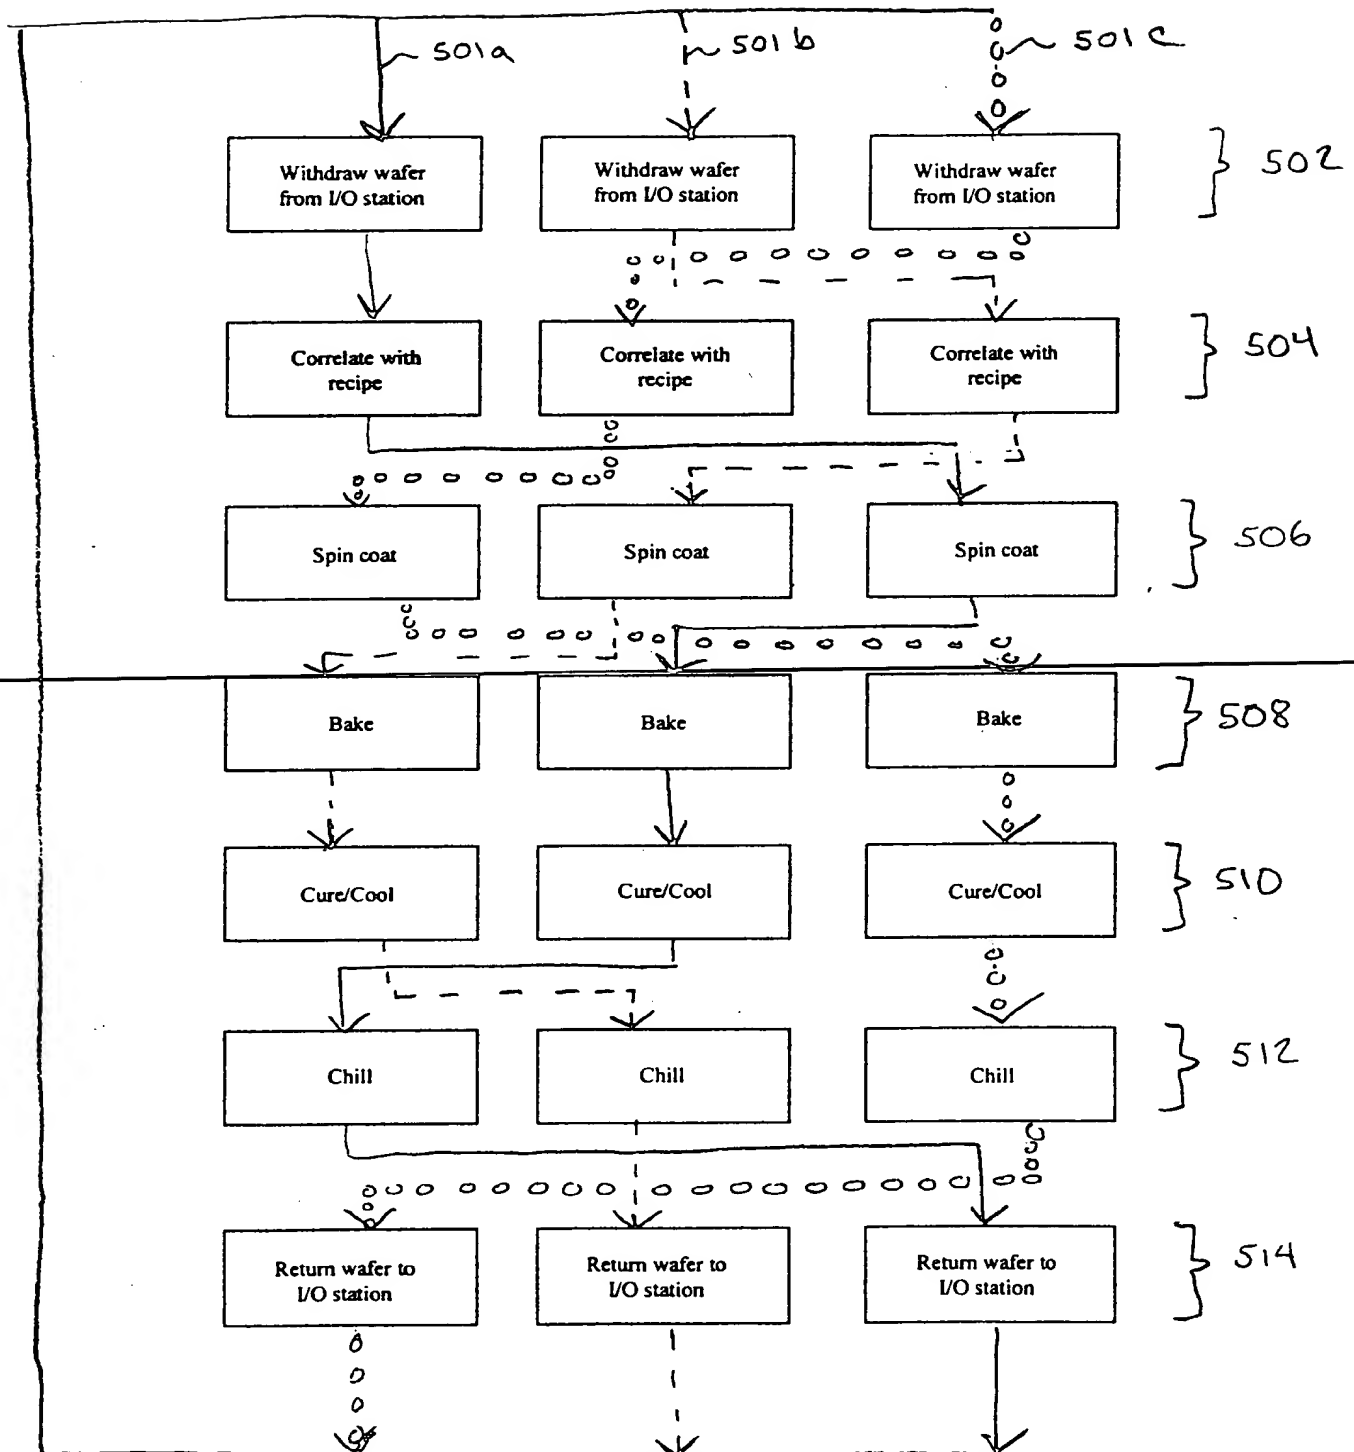 501a
501b
501c
Withdraw wafer
from I/O station
Withdraw wafer
from I/O station
Withdraw wafer
from I/O station
502
Correlate with
recipe
Correlate with
recipe
Correlate with
recipe
504
Spin coat
Spin coat
Spin coat
506
Bake
Bake
Bake
508
Cure/Cool
Cure/Cool
Cure/Cool
510
Chill
Chill
Chill
512
Return wafer to
I/O station
Return wafer to
I/O station
Return wafer to
I/O station
514